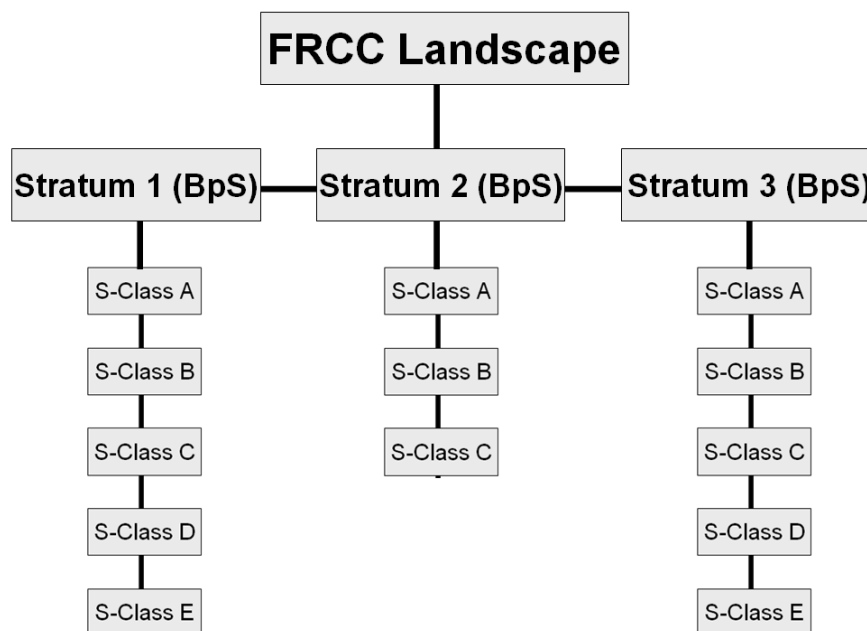 FRCC Landscape
Stratum 1 (BpS)
Stratum 2 (BpS)
Stratum 3 (BpS)
S-Class A
S-Class A
S-Class A
S-Class B
S-Class B
S-Class B
S-Class C
S-Class C
S-Class C
S-Class D
S-Class D
S-Class E
S-Class E